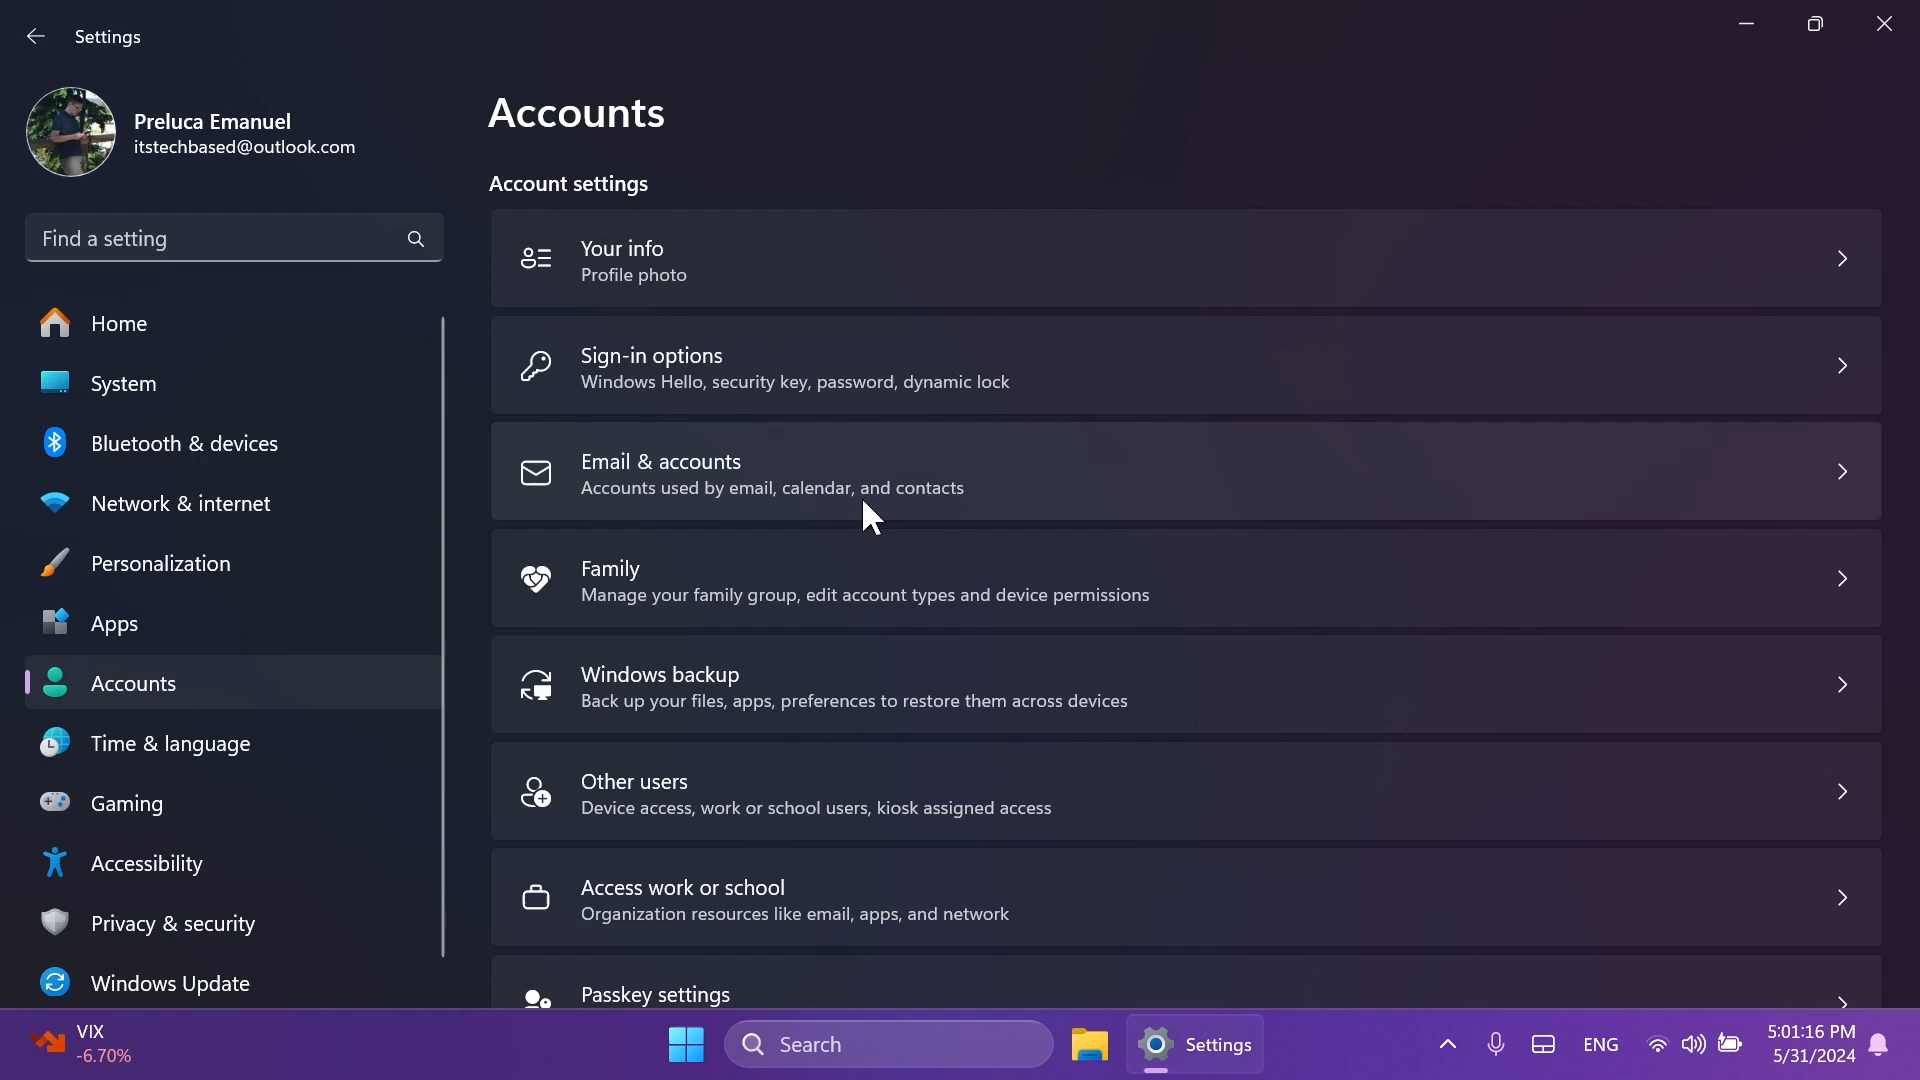 Settings
Preluca Emanuel
itstechbased@outlook.com
Find a setting
Home
System
Bluetooth & devices
Network & internet
Personalization
Apps
Accounts
Time & language
Gaming
Accessibility
Privacy & security
Windows Update
Accounts
Account settings
Your info
Profile photo
Sign-in options
Windows Hello, security key, password, dynamic lock
Email & accounts
Accounts used by email, calendar, and contacts
Family
Manage your family group, edit account types and device permissions
Windows backup
Back up your files, apps, preferences to restore them across devices
Other users
Device access, work or school users, kiosk assigned access
Access work or school
Organization resources like email, apps, and network
Passkey settings
VIX
-6.70%
Search
Settings
ENG
5:01:16 PM
5/31/2024